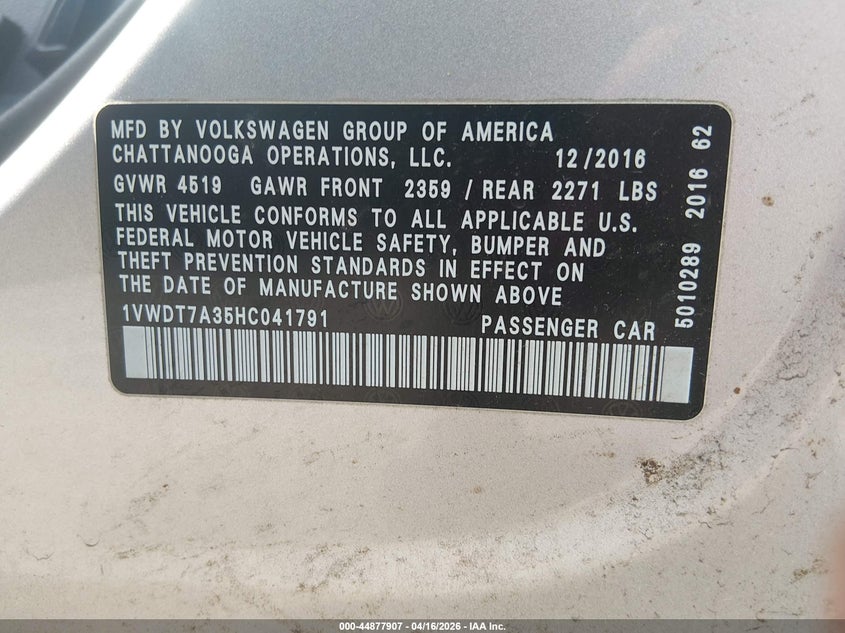 MFD BY VOLKSWAGEN GROUP OF AMERICA
CHATTANOOGA OPERATIONS, LLC. 12/2016
GVWR 4519 GAWR FRONT 2359 / REAR 2271 LBS
THIS VEHICLE CONFORMS TO ALL APPLICABLE U.S.
FEDERAL MOTOR VEHICLE SAFETY, BUMPER AND
THEFT PREVENTION STANDARDS IN EFFECT ON
THE DATE OF MANUFACTURE SHOWN ABOVE
1VWDT7A35HC041791 PASSENGER CAR
5010289 2016 62
000-44877907 - 04/16/2026 - IAA Inc.